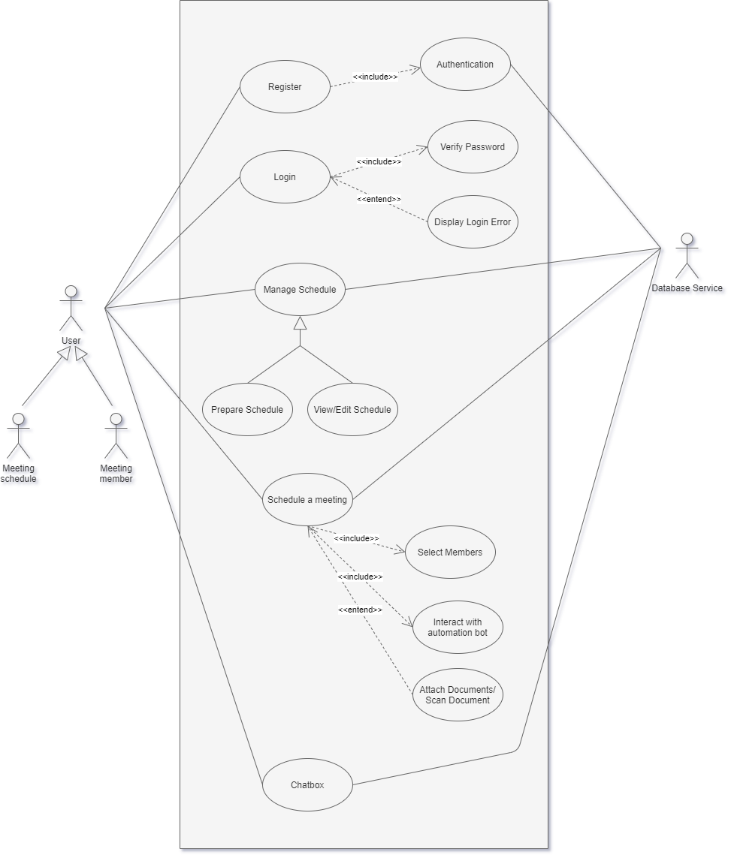 Authentication
<<include>>
Register
Verify Password
<<include>>
Login
<<entend>>
Display Login Error
Manage Schedule
Database Service
User
Prepare Schedule
View/Edit Schedule
Meeting
schedule
Meeting
member
Schedule a meeting
<<include>>
Select Members
<<include>>
<<entend>>
Interact with
automation bot
Attach Documents/
Scan Document
Chatbox